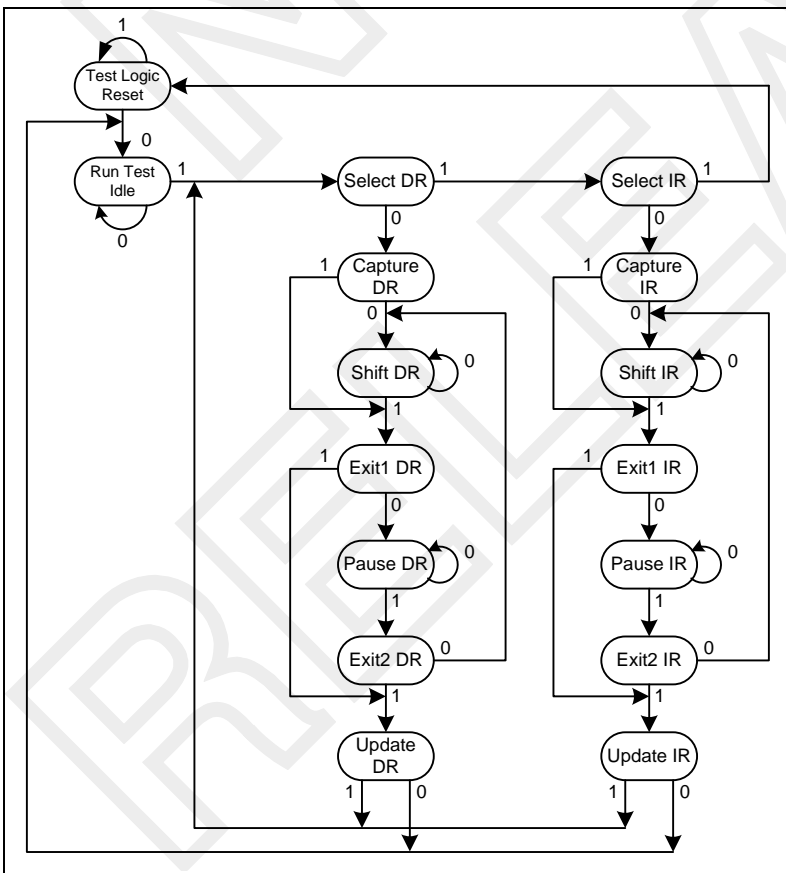 1
Test Logic
Reset
0
Run Test
Idle
1
0
Select DR
1
Select IR
1
0
0
Capture
DR
1
0
Capture
IR
1
0
Shift DR
0
Shift IR
0
1
1
Exit1 DR
1
Exit1 IR
1
0
0
Pause DR
0
Pause IR
0
1
1
Exit2 DR
0
Exit2 IR
0
1
1
Update
DR
Update IR
1
0
1
0